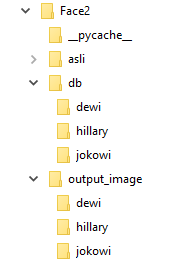 Face2
__pycache__
asli
db
dewi
hillary
jokowi
output_image
dewi
hillary
jokowi